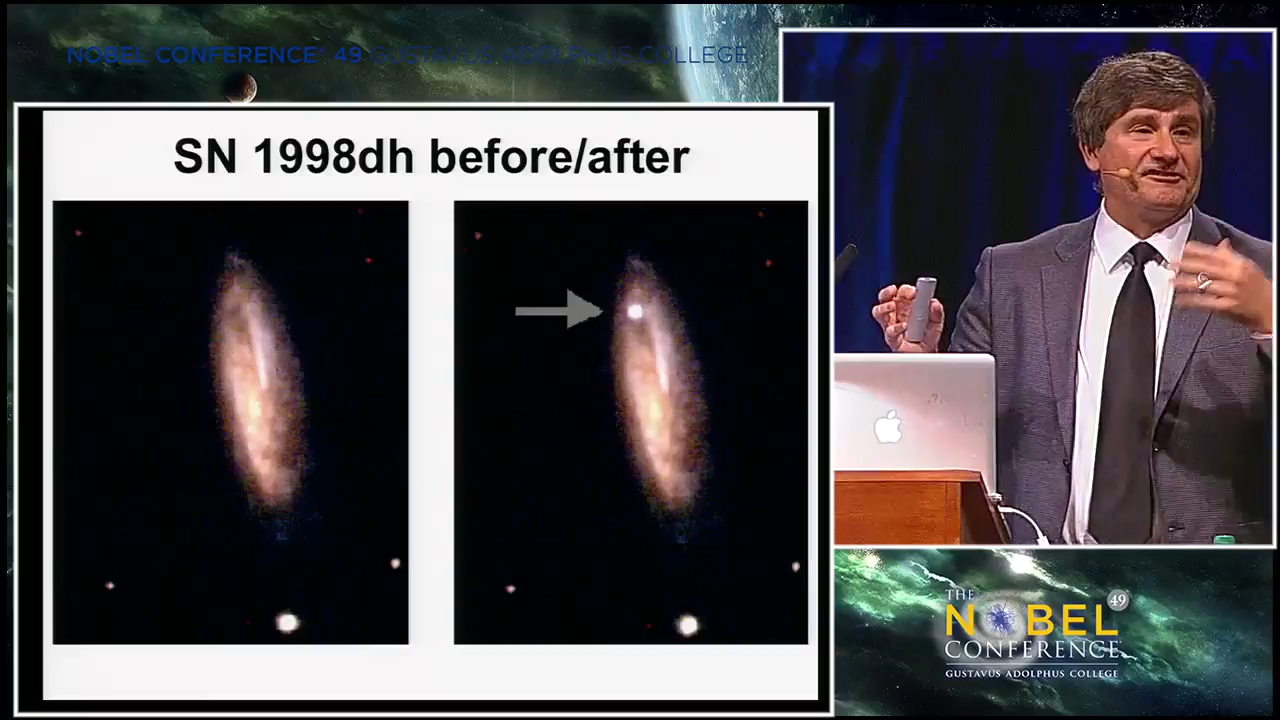 NOBEL CONFERENCE® 49 GUSTAVUS ADOLPHUS COLLEGE
SN 1998dh before/after
THE
NOBEL 49
CONFERENCE
GUSTAVUS ADOLPHUS COLLEGE